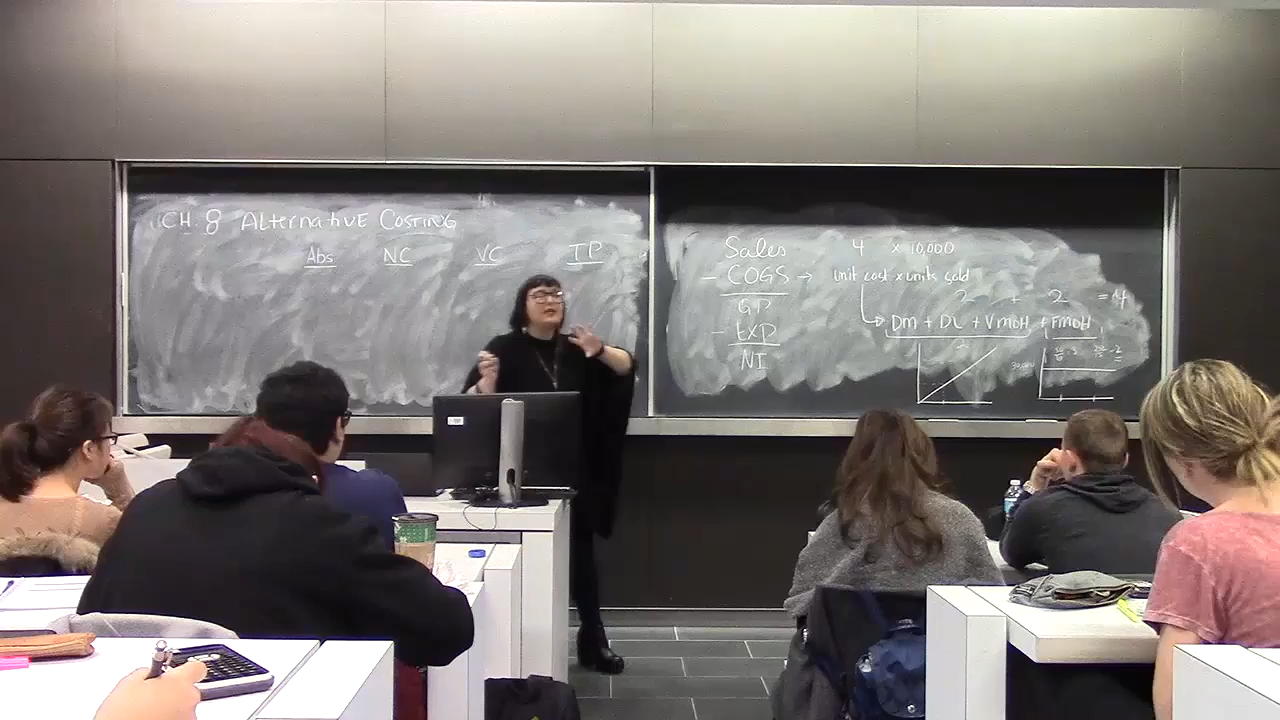 CH 8 Alternative Costing
Abs NC VC TP
Sales 4 x 10,000
- COGS → unit cost x units sold
GP 2 + 2 = 4
DM + DL + VMOH + FMOH
- EXP
NI